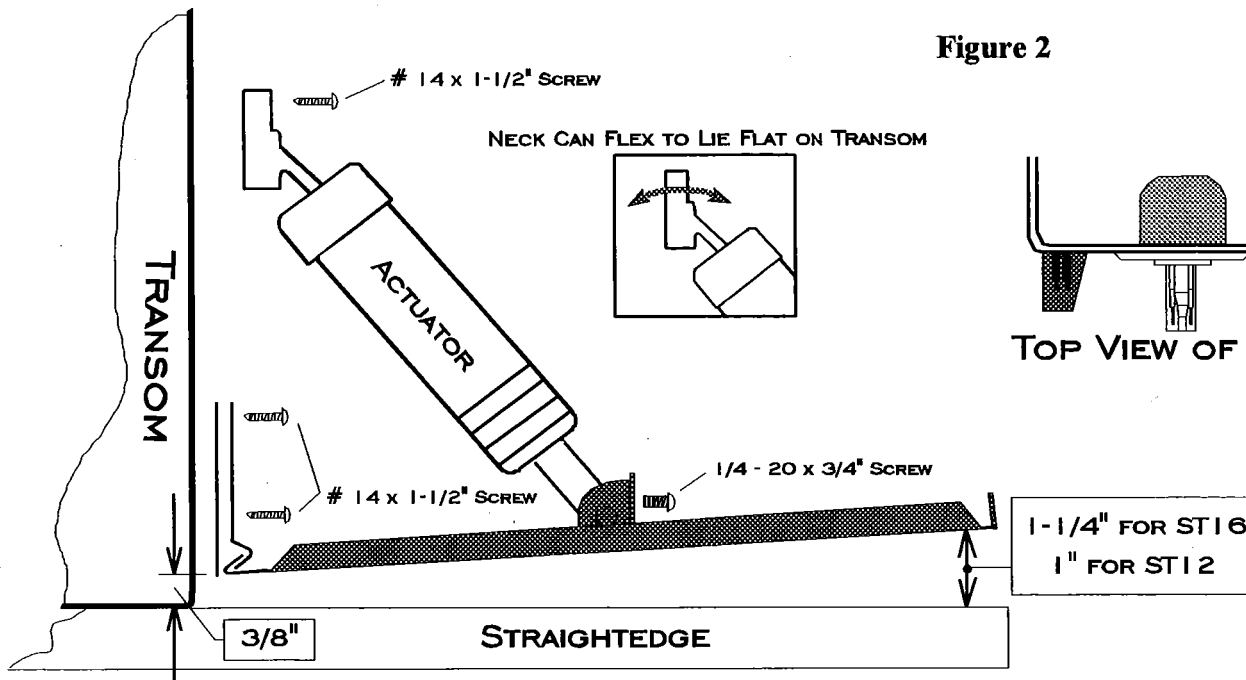 Figure 2
# 14 x 1-1/2" SCREW
NECK CAN FLEX TO LIE FLAT ON TRANSOM
TRANSOM
ACTUATOR
TOP VIEW OF
1/4 - 20 x 3/4" SCREW
# 14 x 1-1/2" SCREW
1-1/4" FOR ST16
1" FOR ST12
3/8"
STRAIGHTEDGE